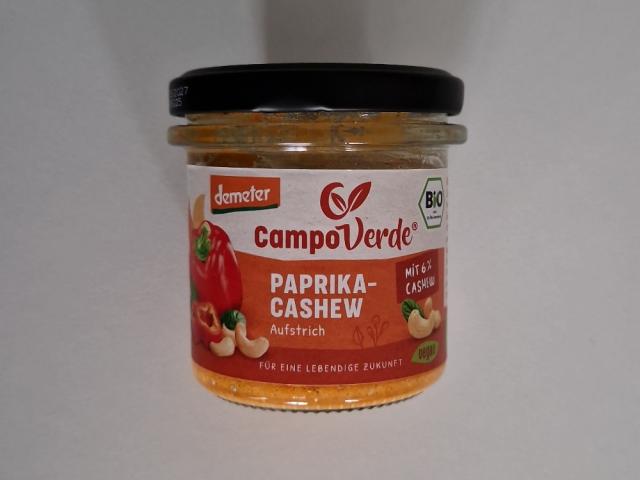 demeter
CampoVerde®
Bio
PAPRIKA-
CASHEW
Aufstrich
MIT 6%
CASHEW
vegan
FÜR EINE LEBENDIGE ZUKUNFT